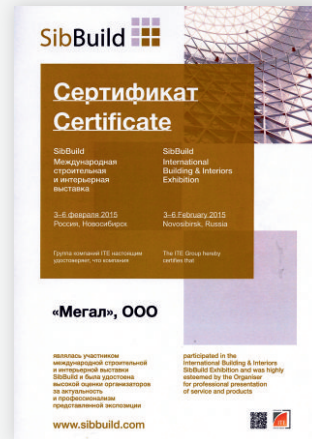 SibBuild
Сертификат
Certificate
SibBuild
Международная
строительная
и интерьерная
выставка
SibBuild
International
Building & Interiors
Exhibition
3–6 февраля 2015
Россия, Новосибирск
3–6 February 2015
Novosibirsk, Russia
Группа компаний ITE настоящим
удостоверяет, что компания
The ITE Group hereby
certifies that
«Мегал», ООО
являлась участником
международной строительной
и интерьерной выставки
SibBuild и была удостоена
высокой оценки организаторов
за актуальность
и профессионализм
представленной экспозиции
participated in the
International Building & Interiors
SibBuild Exhibition and was highly
esteemed by the Organiser
for professional presentation
of service and products
www.sibbuild.com